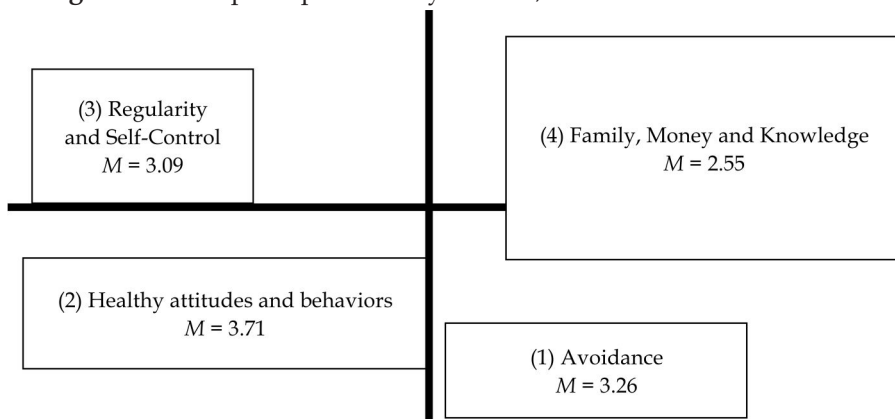 (3) Regularity
and Self-Control
M = 3.09
(4) Family, Money and Knowledge
M = 2.55
(2) Healthy attitudes and behaviors
M = 3.71
(1) Avoidance
M = 3.26